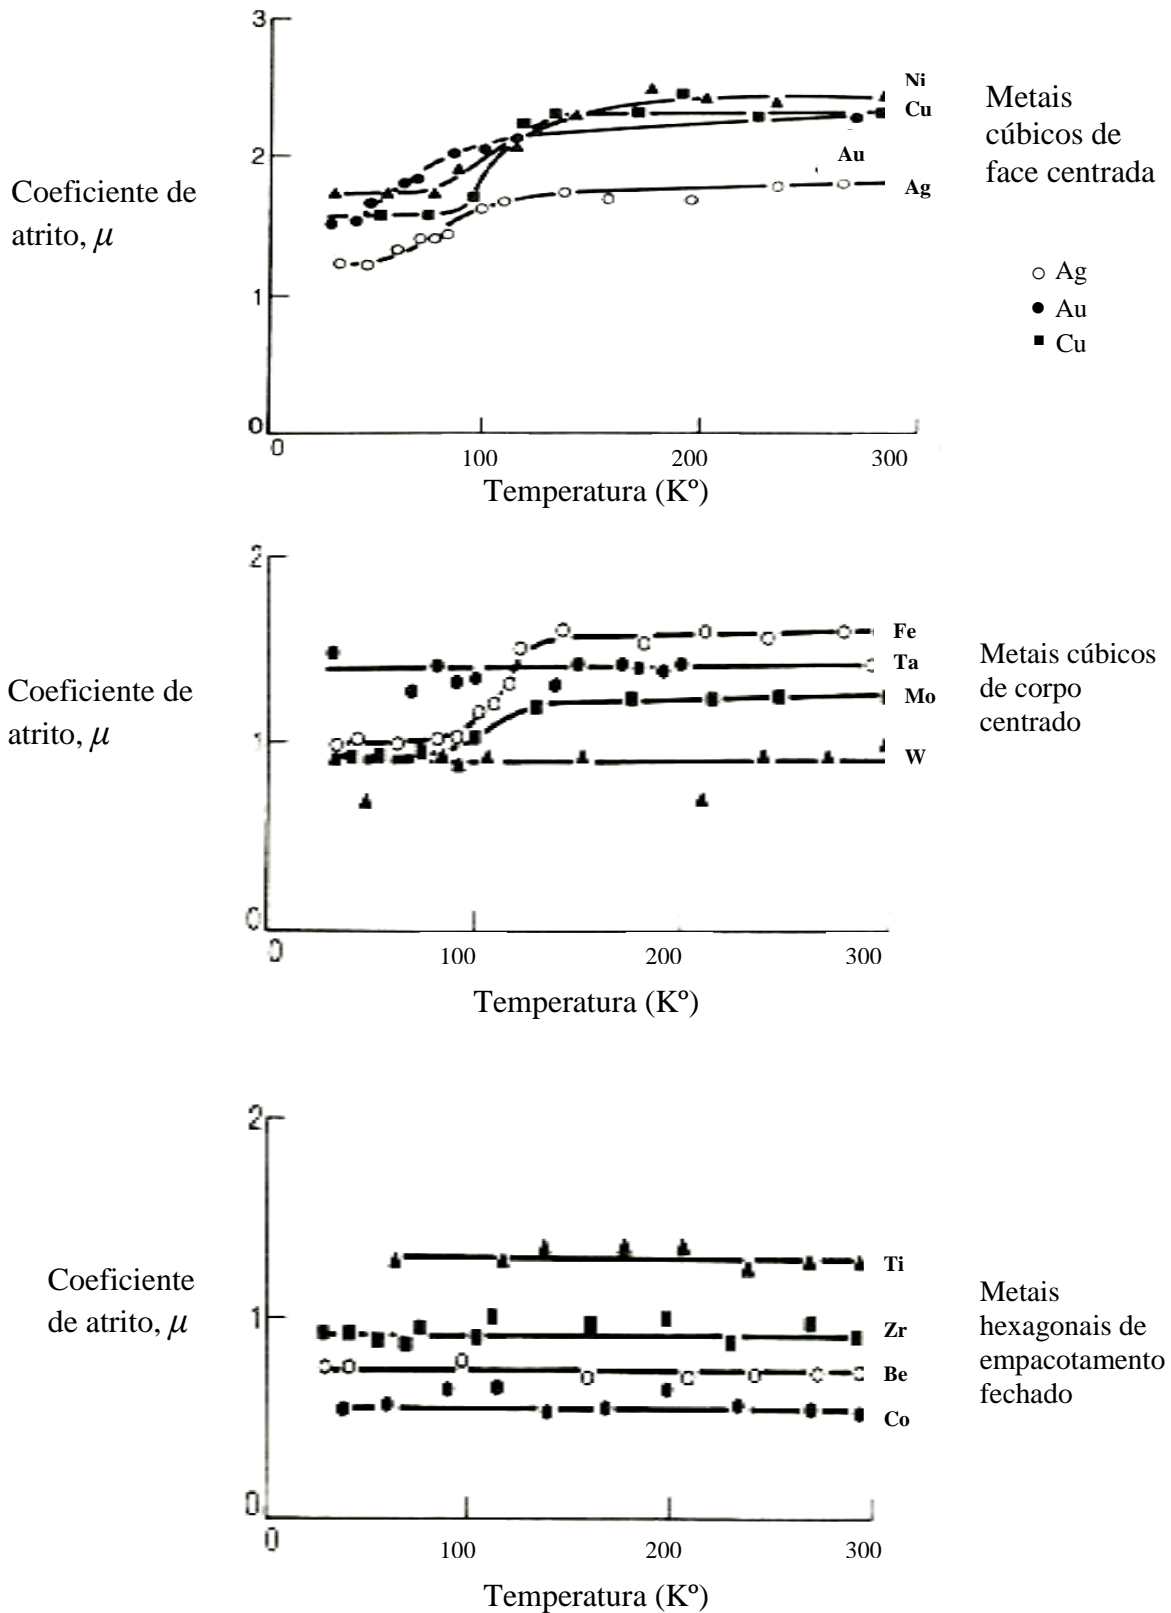 3
2
1
0
0
100
200
300
Coeficiente de
atrito, μ
Ni
Cu
Au
Ag
Metais
cúbicos de
face centrada
Ag
Au
Cu
Temperatura (Kº)
2
1
0
0
100
200
300
Coeficiente de
atrito, μ
Fe
Ta
Mo
W
Metais cúbicos
de corpo
centrado
Temperatura (Kº)
2
1
0
0
100
200
300
Coeficiente
de atrito, μ
Ti
Zr
Be
Co
Metais
hexagonais de
empacotamento
fechado
Temperatura (Kº)